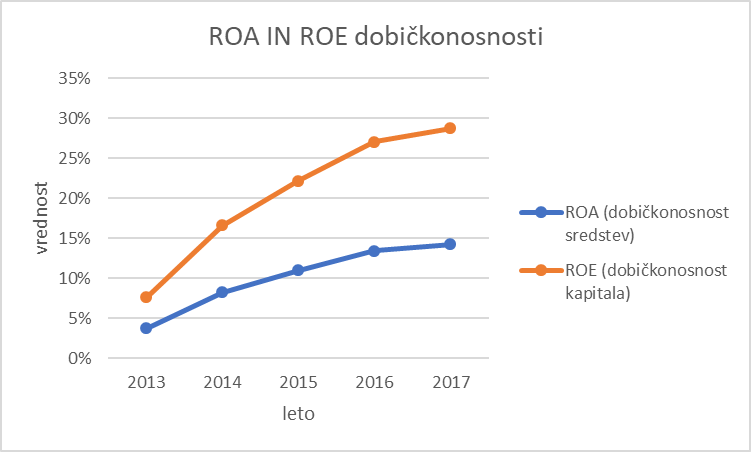 ROA IN ROE dobičkonosnosti
35%
30%
25%
20%
15%
10%
5%
0%
vrednost
2013 2014 2015 2016 2017
leto
ROA (dobičkonosnost
sredstev)
ROE (dobičkonosnost
kapitala)